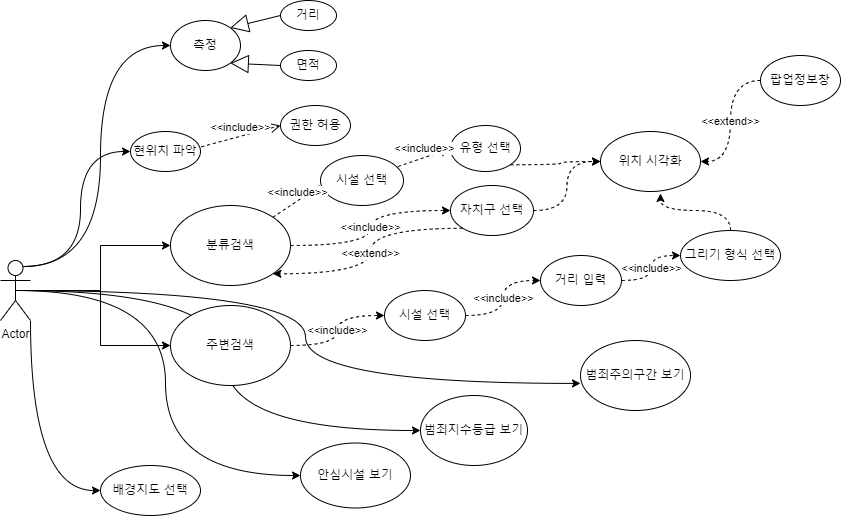 거리
측정
면적
팝업정보창
<<include>>
권한 허용
<<extend>>
현위치 파악
<<include>>
유형 선택
위치 시각화
시설 선택
<<include>>
자치구 선택
<<include>>
분류검색
<<extend>>
그리기 형식 선택
<<include>>
거리 입력
<<include>>
시설 선택
<<include>>
Actor
주변검색
범죄주의구간 보기
범죄지수등급 보기
안심시설 보기
배경지도 선택